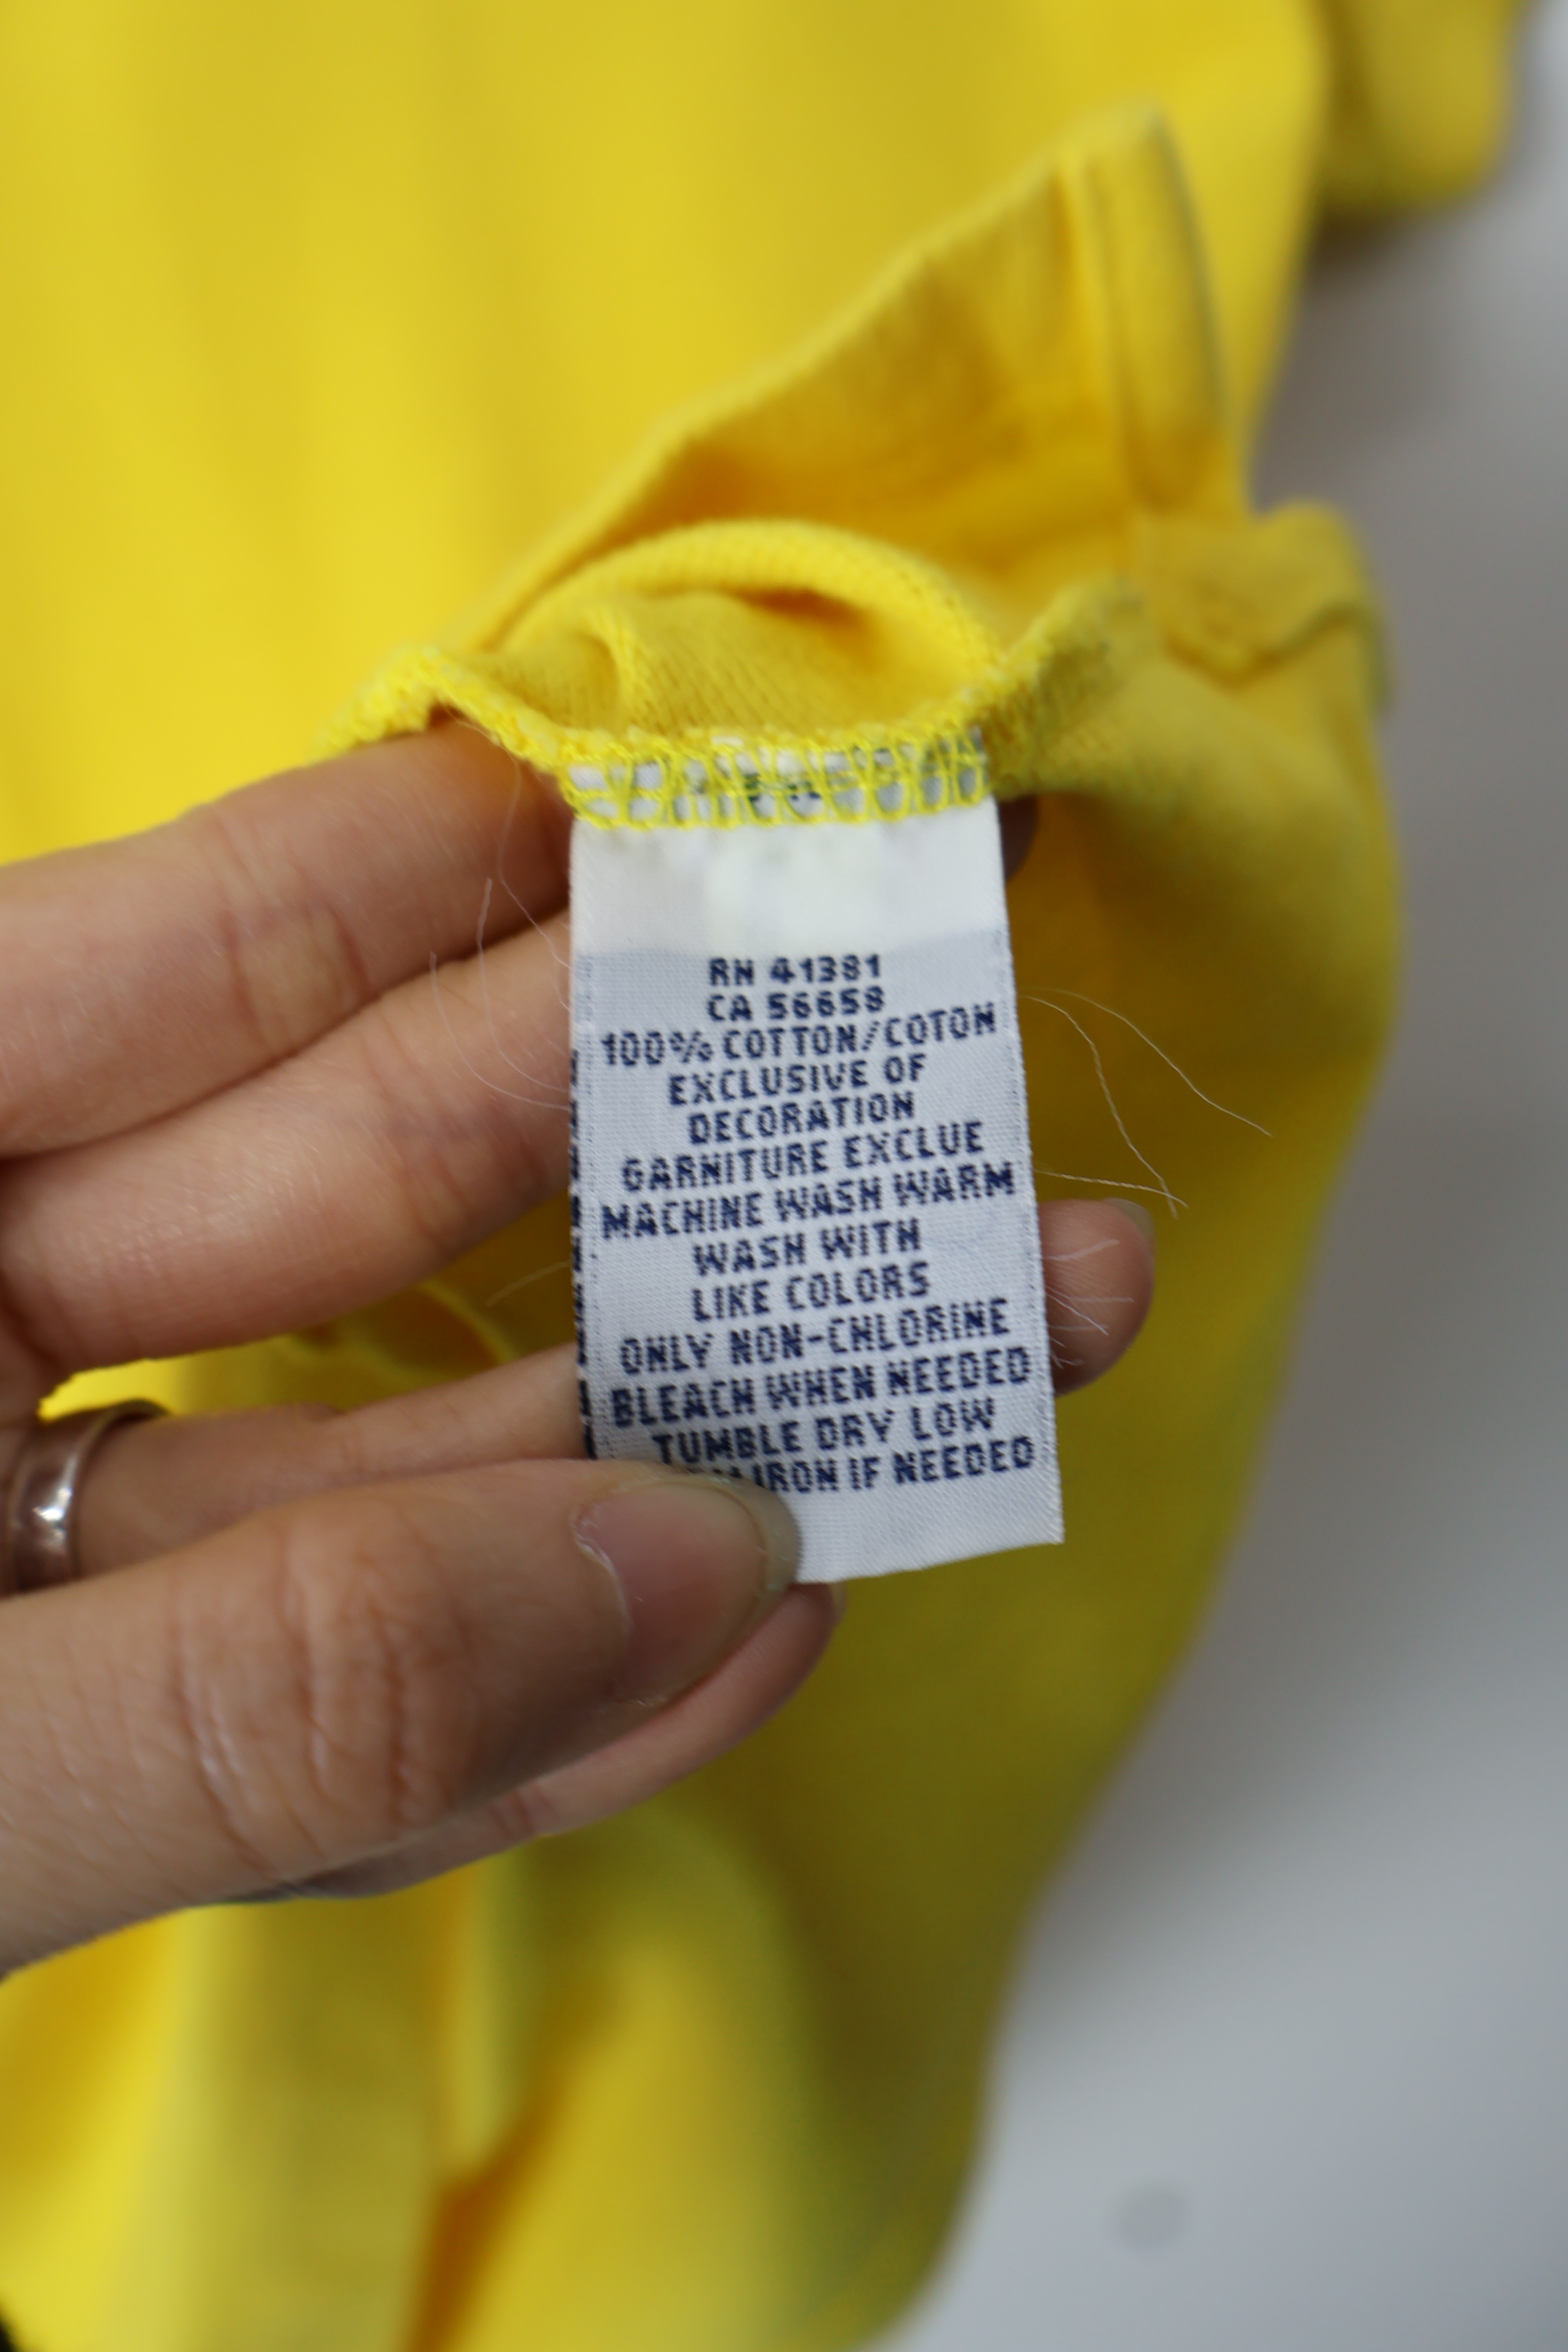 RN 41381
CA 56658
100% COTTON/COTON
EXCLUSIVE OF
DECORATION
GARNITURE EXCLUE
MACHINE WASH WARM
WASH WITH
LIKE COLORS
ONLY NON-CHLORINE
BLEACH WHEN NEEDED
TUMBLE DRY LOW
IRON IF NEEDED